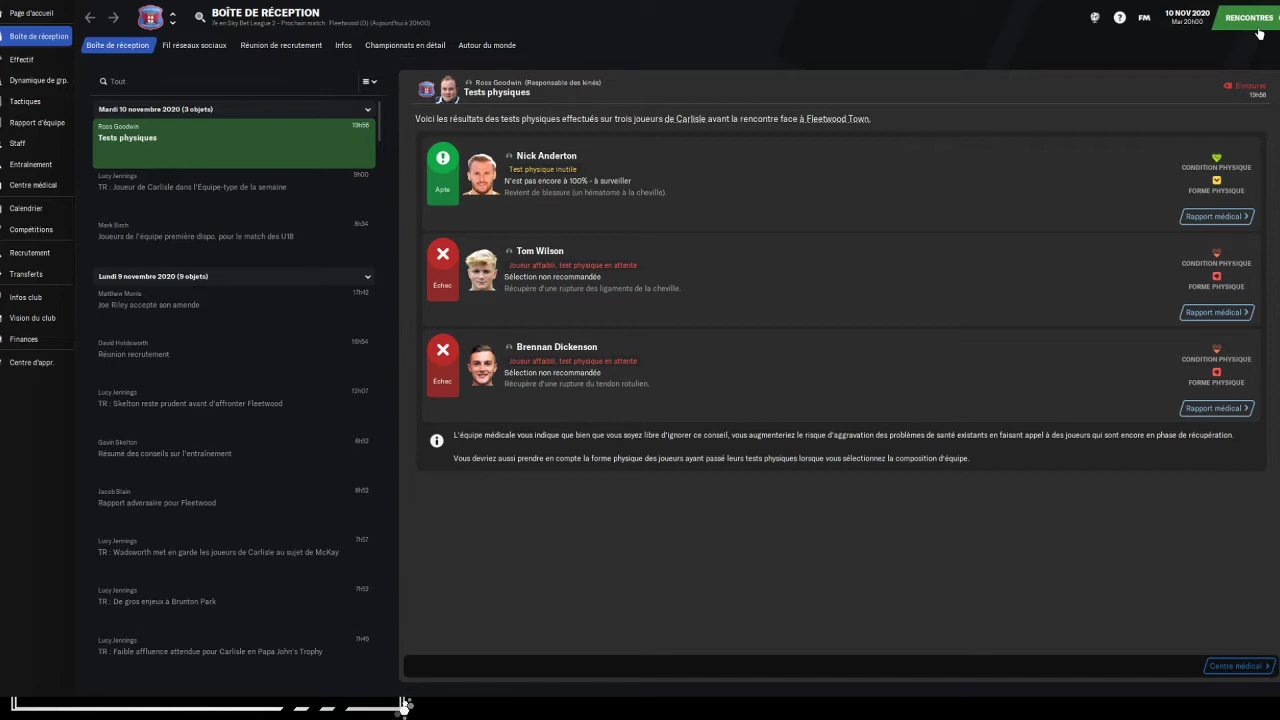 Page d'accueil
Boîte de réception
Effectif
Dynamique de grp.
Tactiques
Rapport d'équipe
Staff
Entraînement
Centre médical
Calendrier
Compétitions
Recrutement
Transferts
Infos club
Vision du club
Finances
Centre d'appr.
BOÎTE DE RÉCEPTION
7e en Sky Bet League 2 - Prochain match : Fleetwood (D) (Aujourd'hui à 20h00)
FM
10 NOV 2020
Mar 20h00
RENCONTRES
Boîte de réception
Fil réseaux sociaux
Réunion de recrutement
Infos
Championnats en détail
Autour du monde
Tout
Mardi 10 novembre 2020 (3 objets)
Ross Goodwin 19h56
Tests physiques
Lucy Jennings 9h00
TR : Joueur de Carlisle dans l'Équipe-type de la semaine
Mark Birch 8h34
Joueurs de l'équipe première dispo. pour le match des U18
Lundi 9 novembre 2020 (9 objets)
Matthew Morris 17h42
Joe Riley accepte son amende
David Holdsworth 16h54
Réunion recrutement
Lucy Jennings 12h07
TR : Skelton reste prudent avant d'affronter Fleetwood
Gavin Skelton 8h52
Résumé des conseils sur l'entraînement
Jacob Blain 8h52
Rapport adversaire pour Fleetwood
Lucy Jennings 7h57
TR : Wadsworth met en garde les joueurs de Carlisle au sujet de McKay
Lucy Jennings 7h52
TR : De gros enjeux à Brunton Park
Lucy Jennings 7h49
TR : Faible affluence attendue pour Carlisle en Papa John's Trophy
Ross Goodwin (Responsable des kinés)
Tests physiques
Blessures
19h56
Voici les résultats des tests physiques effectués sur trois joueurs de Carlisle avant la rencontre face à Fleetwood Town.
Apte
Nick Anderton
Test physique inutile
N'est pas encore à 100% - à surveiller
Revient de blessure (un hématome à la cheville)
CONDITION PHYSIQUE
FORME PHYSIQUE
Rapport médical
Échec
Tom Wilson
Joueur affaibli, test physique en attente
Sélection non recommandée
Récupère d'une rupture des ligaments de la cheville.
CONDITION PHYSIQUE
FORME PHYSIQUE
Rapport médical
Échec
Brennan Dickenson
Joueur affaibli, test physique en attente
Sélection non recommandée
Récupère d'une rupture du tendon rotulien.
CONDITION PHYSIQUE
FORME PHYSIQUE
Rapport médical
L'équipe médicale vous indique que bien que vous soyez libre d'ignorer ce conseil, vous augmenteriez le risque d'aggravation des problèmes de santé existants en faisant appel à des joueurs qui sont encore en phase de récupération.
Vous devriez aussi prendre en compte la forme physique des joueurs ayant passé leurs tests physiques lorsque vous sélectionnez la composition d'équipe.
Centre médical